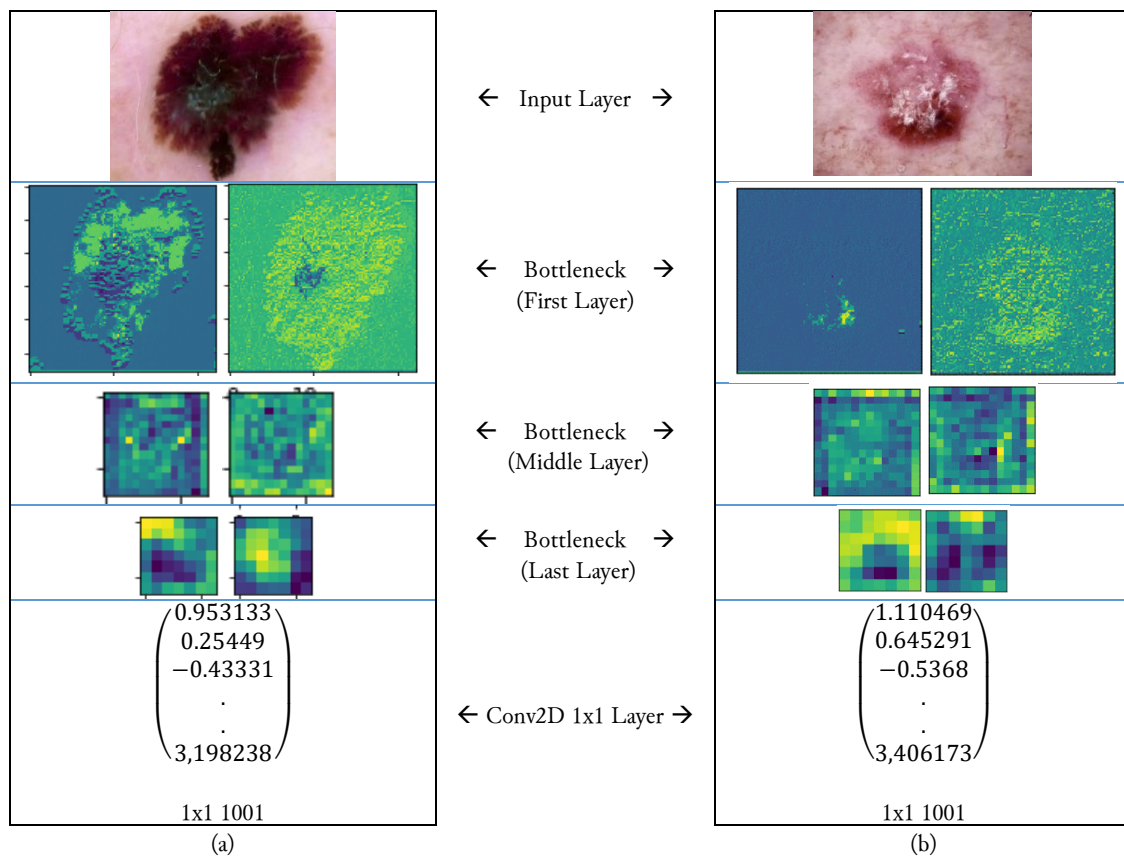 ← Input Layer →
← Bottleneck →
(First Layer)
← Bottleneck →
(Middle Layer)
← Bottleneck →
(Last Layer)
0.953133
0.25449
−0.43331
.
.
3,198238
1x1 1001
(a)
← Conv2D 1x1 Layer →
1.110469
0.645291
−0.5368
.
.
3,406173
1x1 1001
(b)